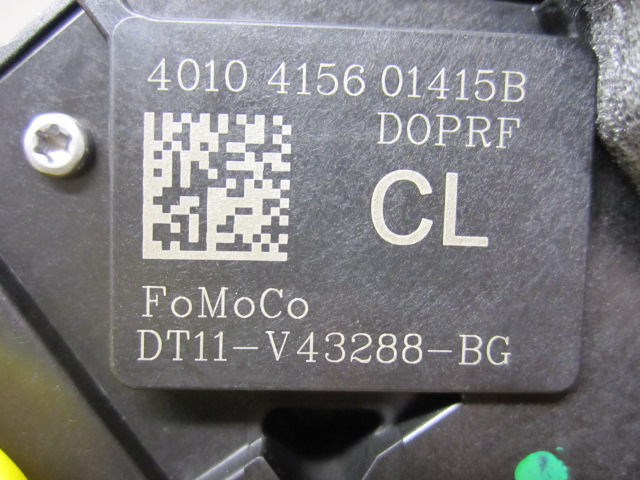 4010 4156 01415B
DOPRF
CL
FoMoCo
DT11-V43288-BG